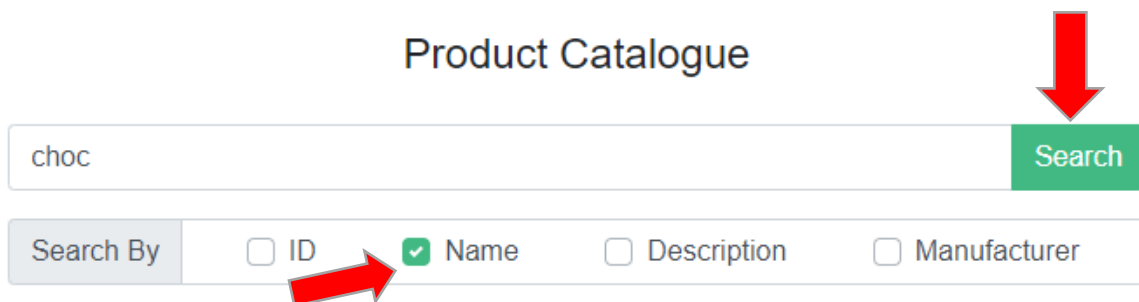 Product Catalogue
choc Search
Search By ID Name Description Manufacturer